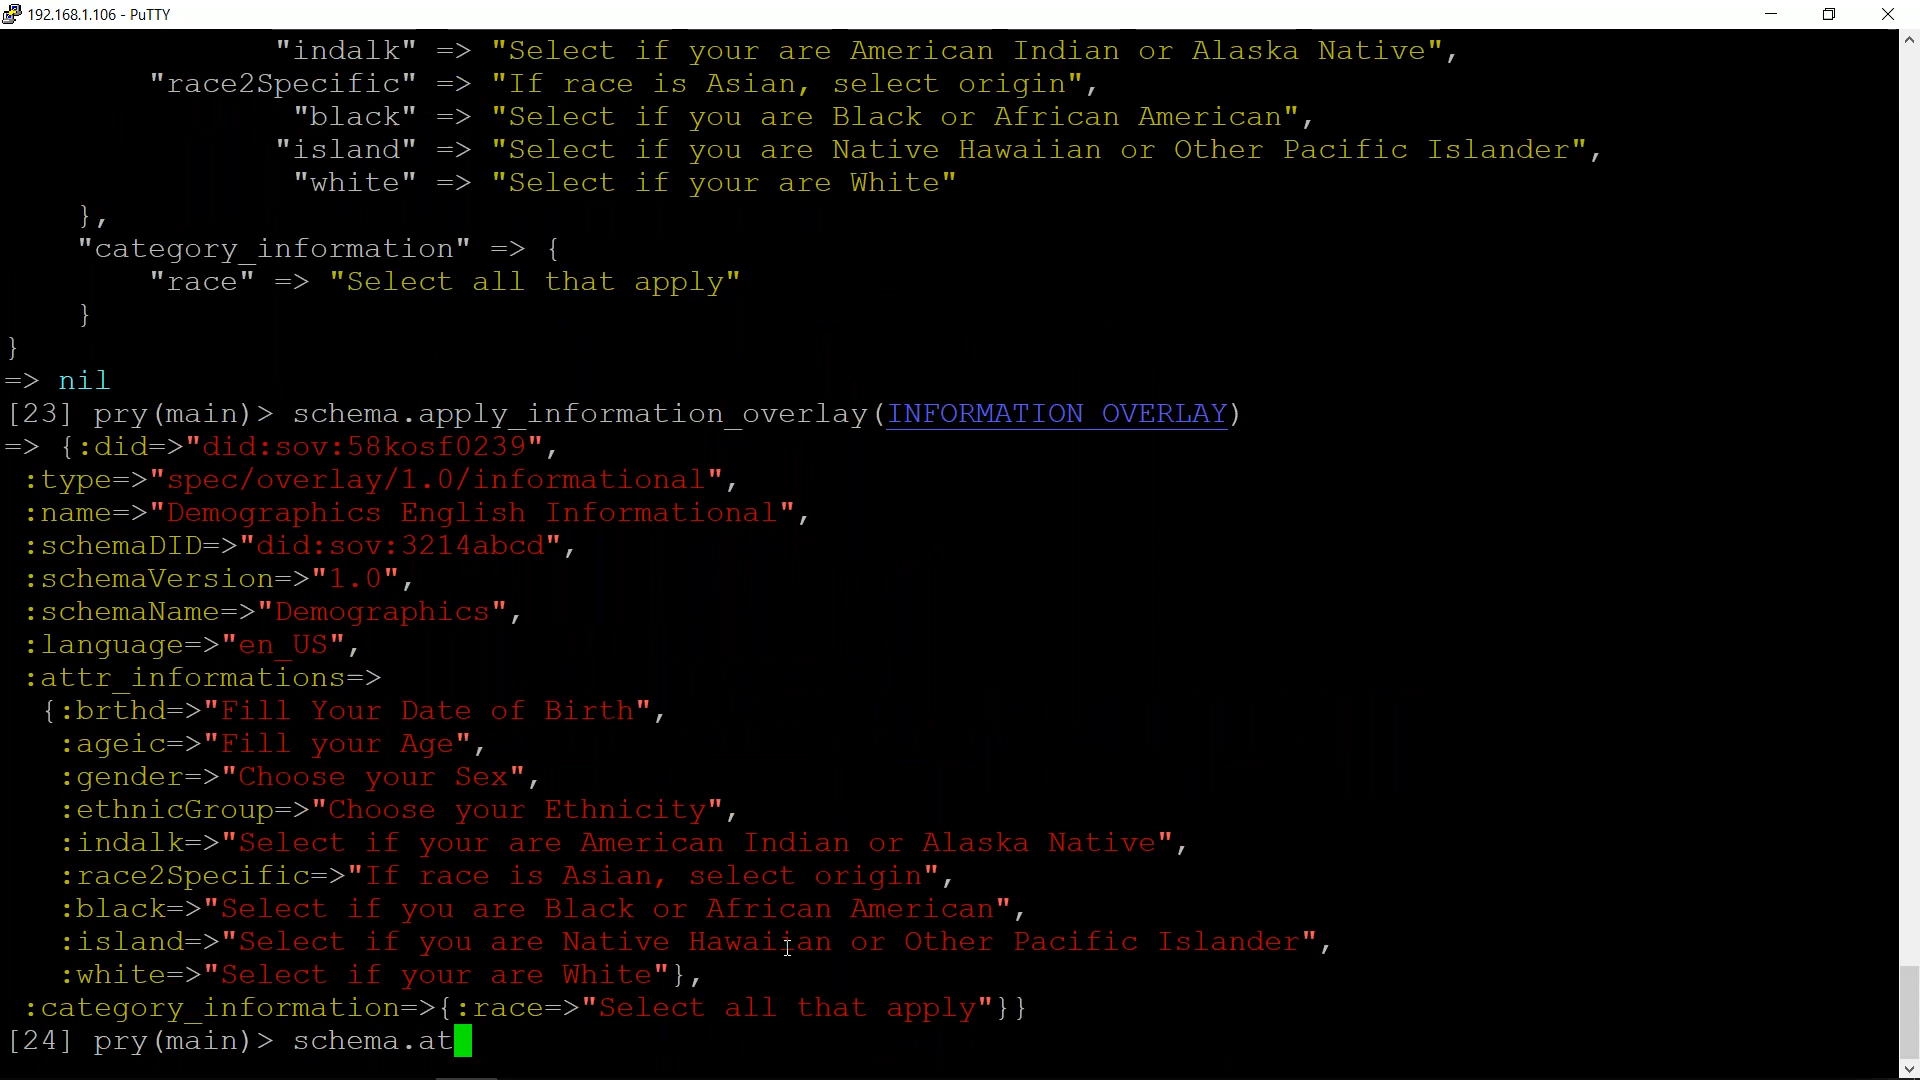 192.168.1.106 - PuTTY
"indalk" => "Select if your are American Indian or Alaska Native",
"race2Specific" => "If race is Asian, select origin",
"black" => "Select if you are Black or African American",
"island" => "Select if you are Native Hawaiian or Other Pacific Islander",
"white" => "Select if your are White"
},
"category_information" => {
"race" => "Select all that apply"
}
}
=> nil
[23] pry(main)> schema.apply_information_overlay(INFORMATION_OVERLAY)
=> {:did=>"did:sov:58kosf0239",
:type=>"spec/overlay/1.0/informational",
:name=>"Demographics English Informational",
:schemaDID=>"did:sov:3214abcd",
:schemaVersion=>"1.0",
:schemaName=>"Demographics",
:language=>"en_US",
:attr_informations=>
{:brthd=>"Fill Your Date of Birth",
:ageic=>"Fill your Age",
:gender=>"Choose your Sex",
:ethnicGroup=>"Choose your Ethnicity",
:indalk=>"Select if your are American Indian or Alaska Native",
:race2Specific=>"If race is Asian, select origin",
:black=>"Select if you are Black or African American",
:island=>"Select if you are Native Hawaiian or Other Pacific Islander",
:white=>"Select if your are White"},
:category_information=>{:race=>"Select all that apply"}}
[24] pry(main)> schema.at